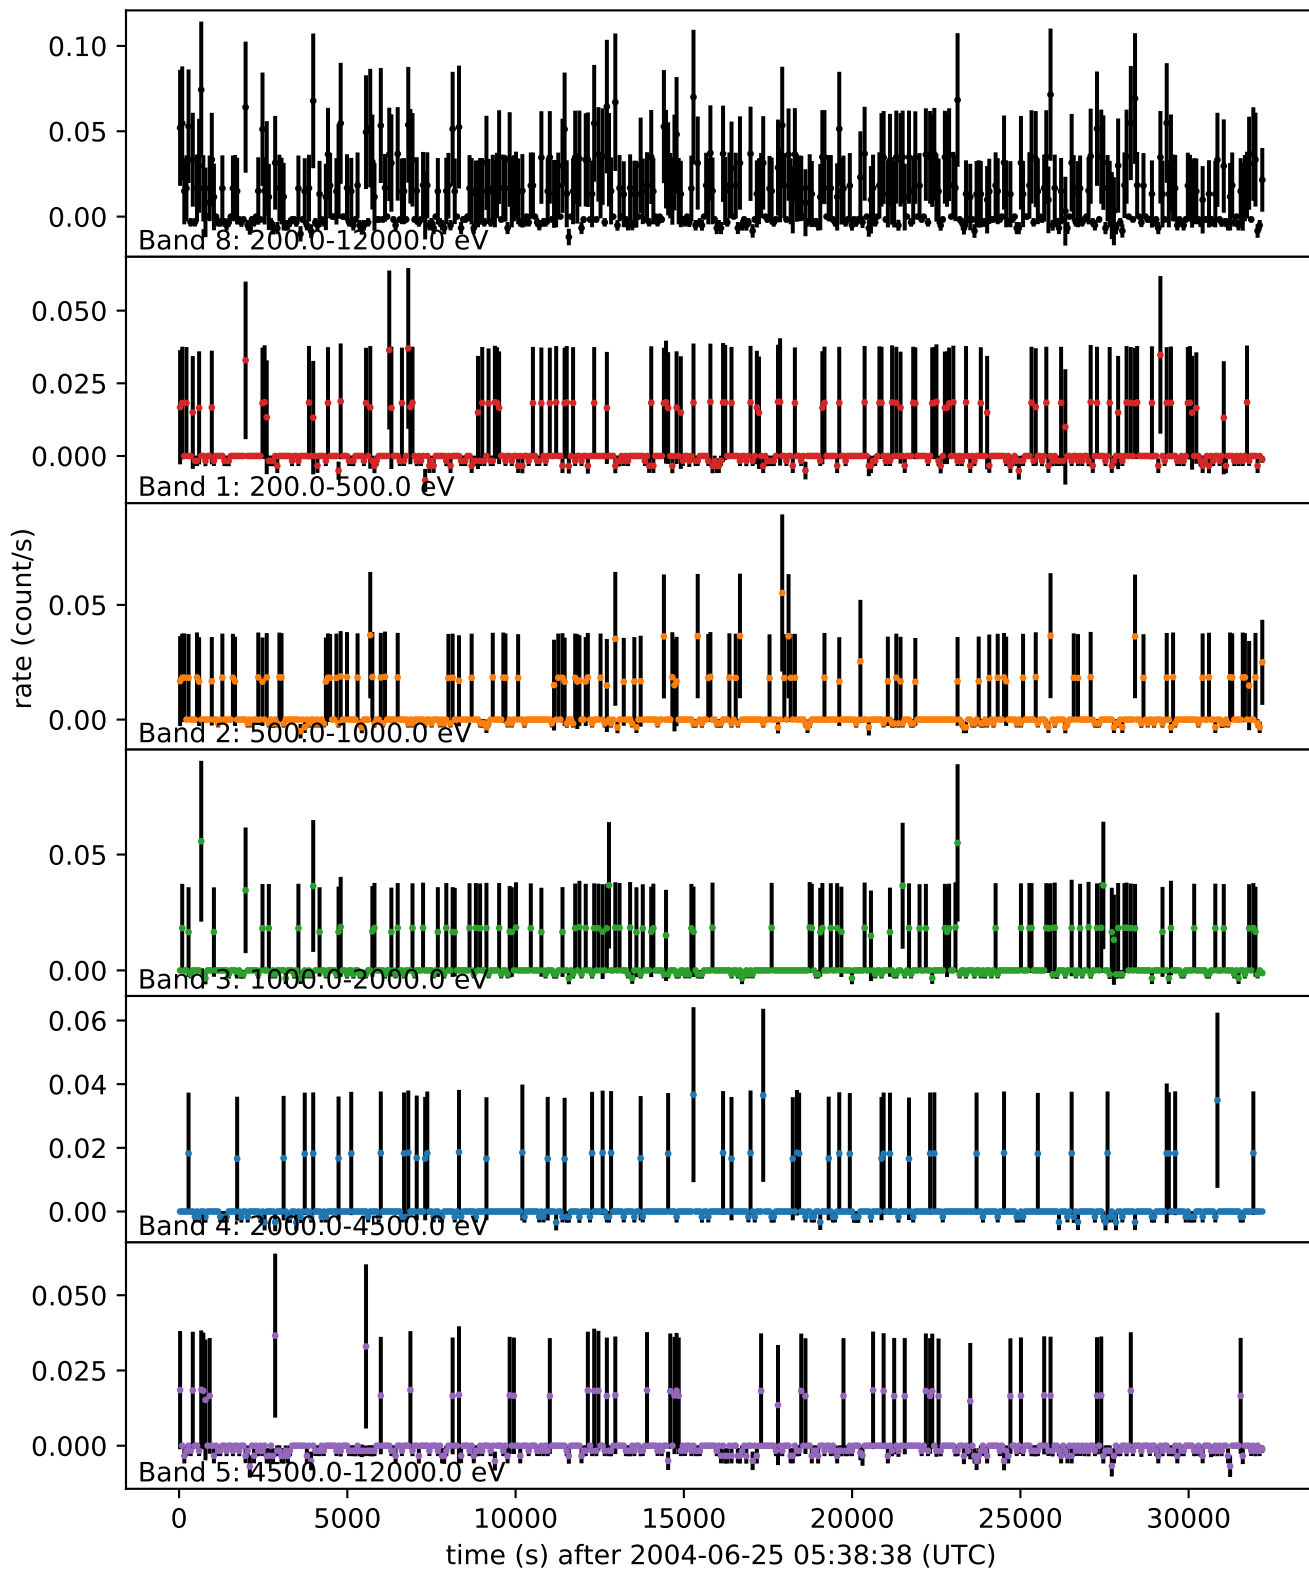 0.10
0.05
0.00
Band 8: 200.0-12000.0 eV
0.050
0.025
0.000
Band 1: 200.0-500.0 eV
rate (count/s)
0.05
0.00
Band 2: 500.0-1000.0 eV
0.05
0.00
Band 3: 1000.0-2000.0 eV
0.06
0.04
0.02
0.00
Band 4: 2000.0-4500.0 eV
0.050
0.025
0.000
Band 5: 4500.0-12000.0 eV
0 5000 10000 15000 20000 25000 30000
time (s) after 2004-06-25 05:38:38 (UTC)